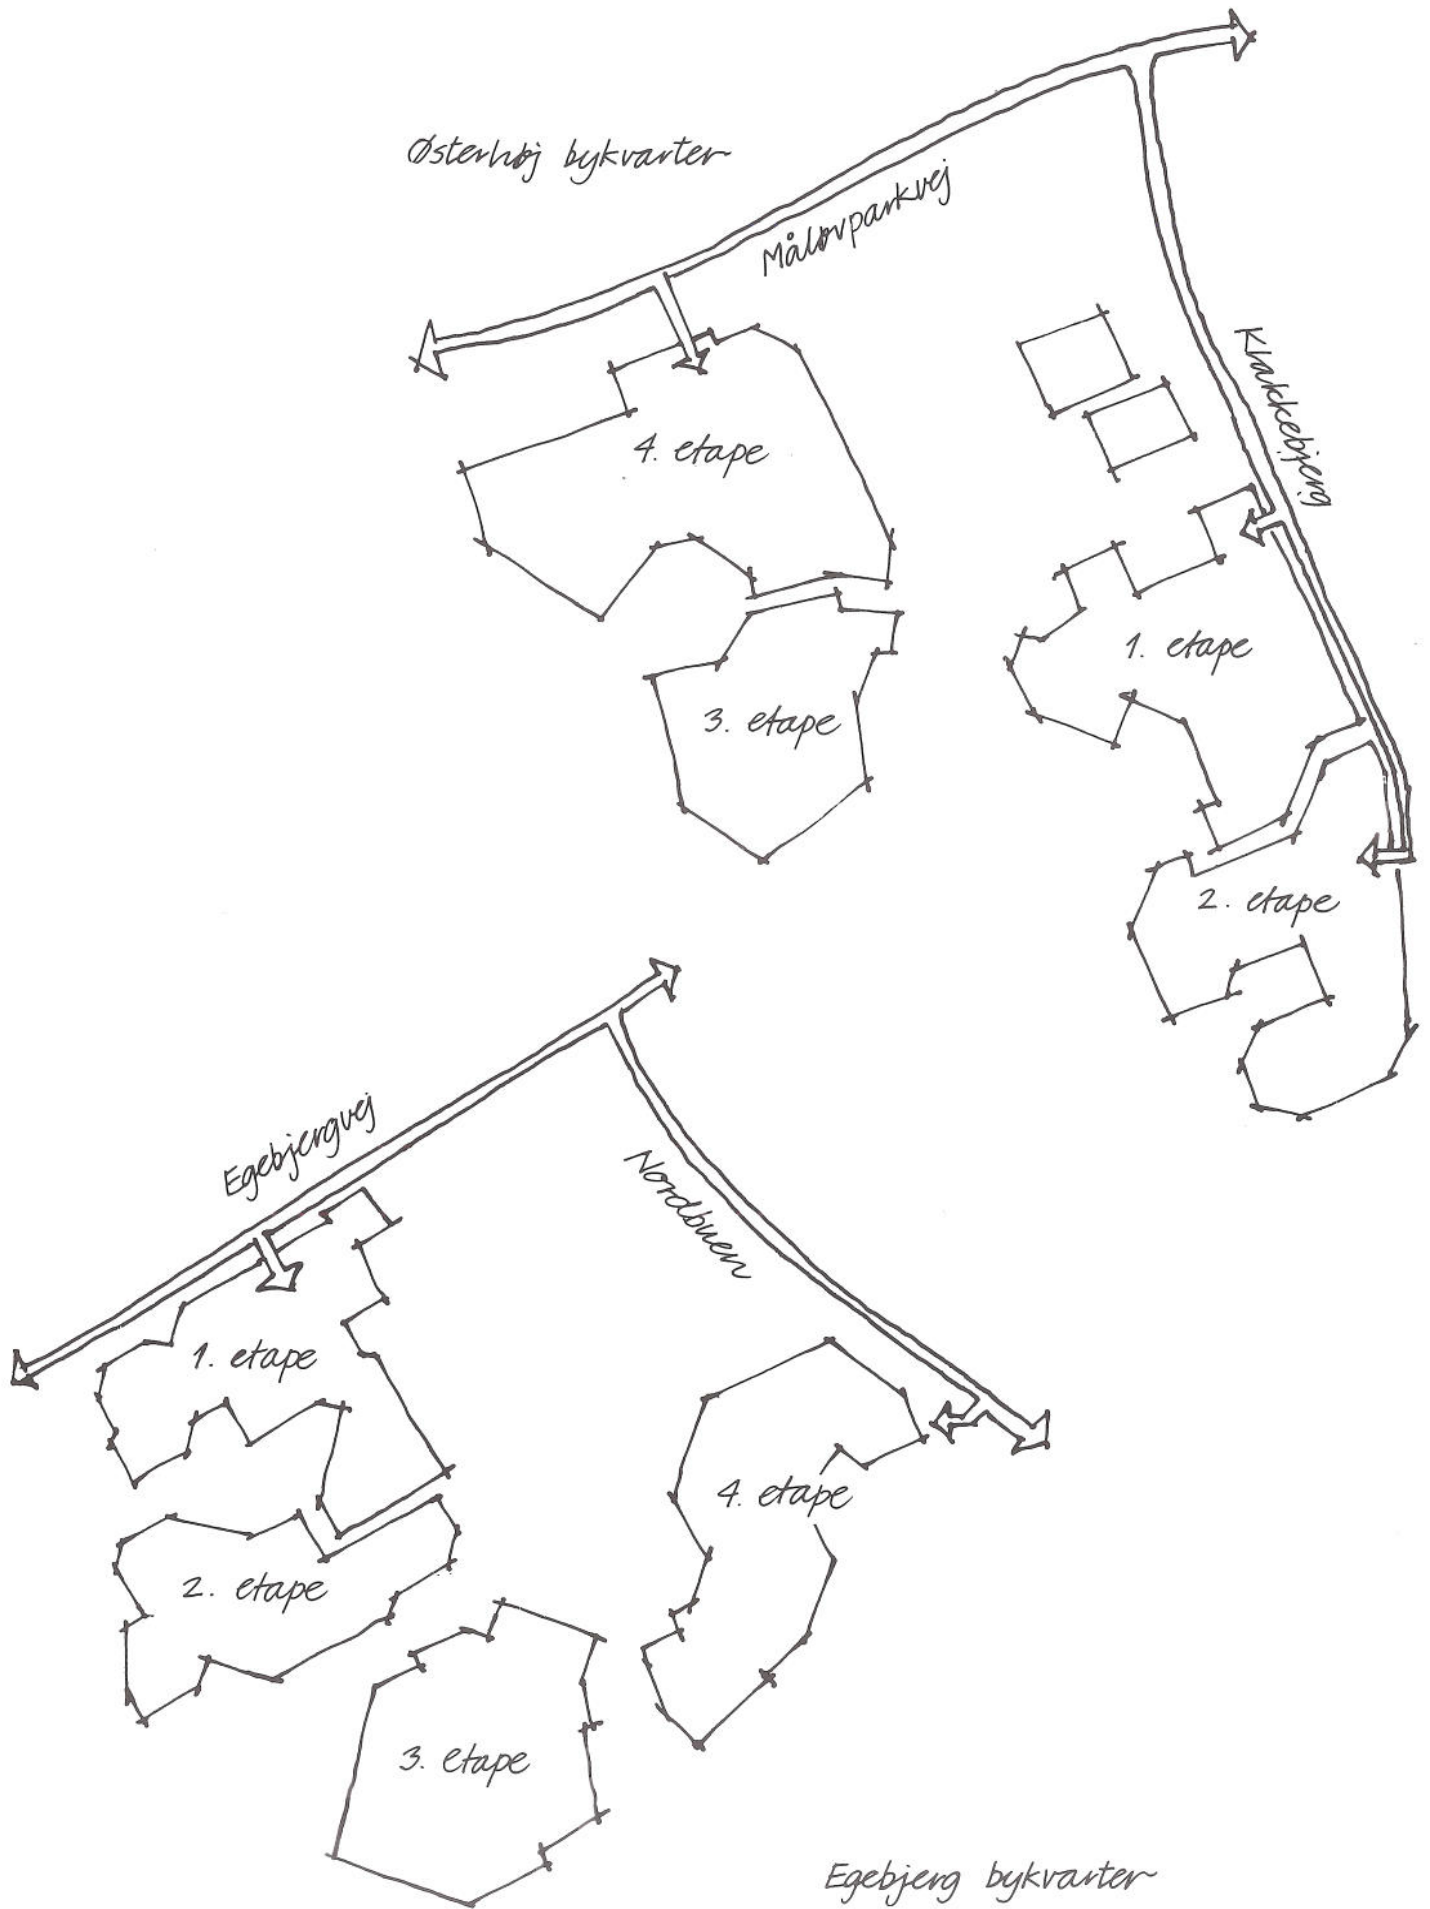 Østerhøj bykvarter
Måløvparkvej
Klakkebjerg
4. etape
1. etape
3. etape
2. etape
Egebjergvej
Nordbuen
1. etape
4. etape
2. etape
3. etape
Egebjerg bykvarter